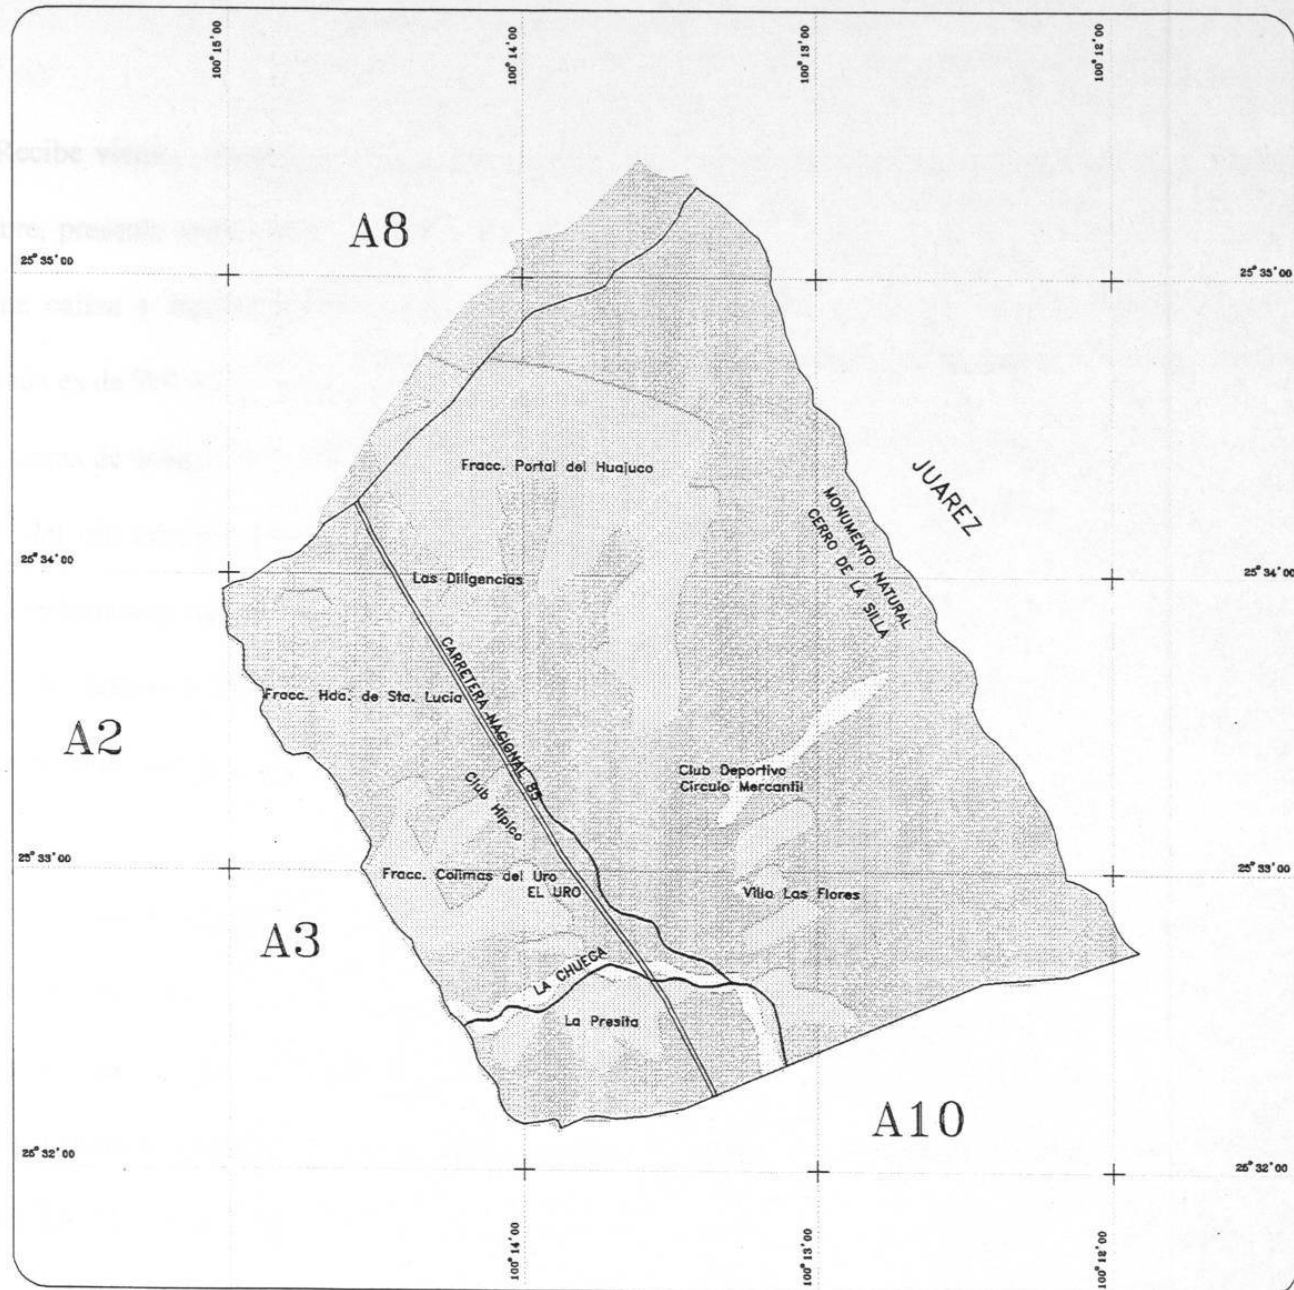 100° 15' 00
100° 14' 00
100° 13' 00
100° 12' 00
A8
25° 35' 00
25° 35' 00
Fracc. Portal del Huajuco
JUAREZ
MONUMENTO NATURAL
CERRO DE LA SILLA
25° 34' 00
25° 34' 00
Las Diligencias
CARRETERA NACIONAL 85
Fracc. Hda. de Sta. Lucia
A2
Club Hipico
Club Deportivo
Circulo Mercantil
25° 33' 00
25° 33' 00
Fracc. Colimas del Uro
EL URO
Villa Las Flores
A3
LA CHUECA
La Presita
A10
25° 32' 00
25° 32' 00
100° 14' 00
100° 13' 00
100° 12' 00